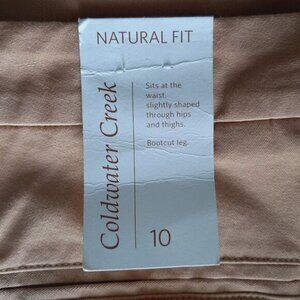 NATURAL FIT
Coldwater Creek
Sits at the
waist,
slightly shaped
through hips
and thighs.
Bootcut leg.
10